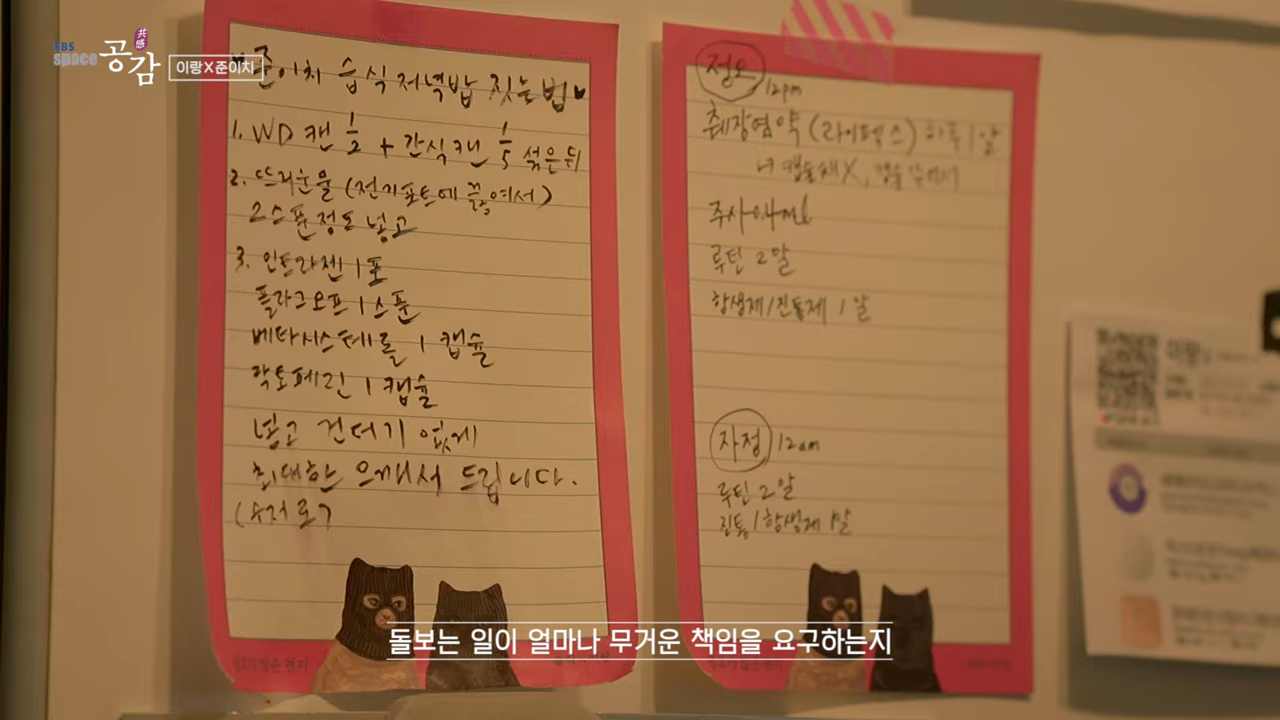 EBS space 공감 共感
이랑X준이치
준이치 습식 저녁밥 짓는법♥
1. WD 캔 1/2 + 간식캔 1/5 섞은뒤
2. 뜨거운물 (전기포트에 끓여서)
2스푼정도 넣고
3. 인트라젠 1포
플라그오프 1스푼
베타시스테롤 1 캡슐
락토페린 1 캡슐
넣고 건더기 없게
최대한 으깨서 드립니다.
(수저로)
정오 12pm
췌장염약 (라이펙스) 하루 1알
주사 0.4ml
루틴 2알
항생제/진통제 1알
자정 12am
루틴 2알
진통/항생제 1알
이랑
돌보는 일이 얼마나 무거운 책임을 요구하는지